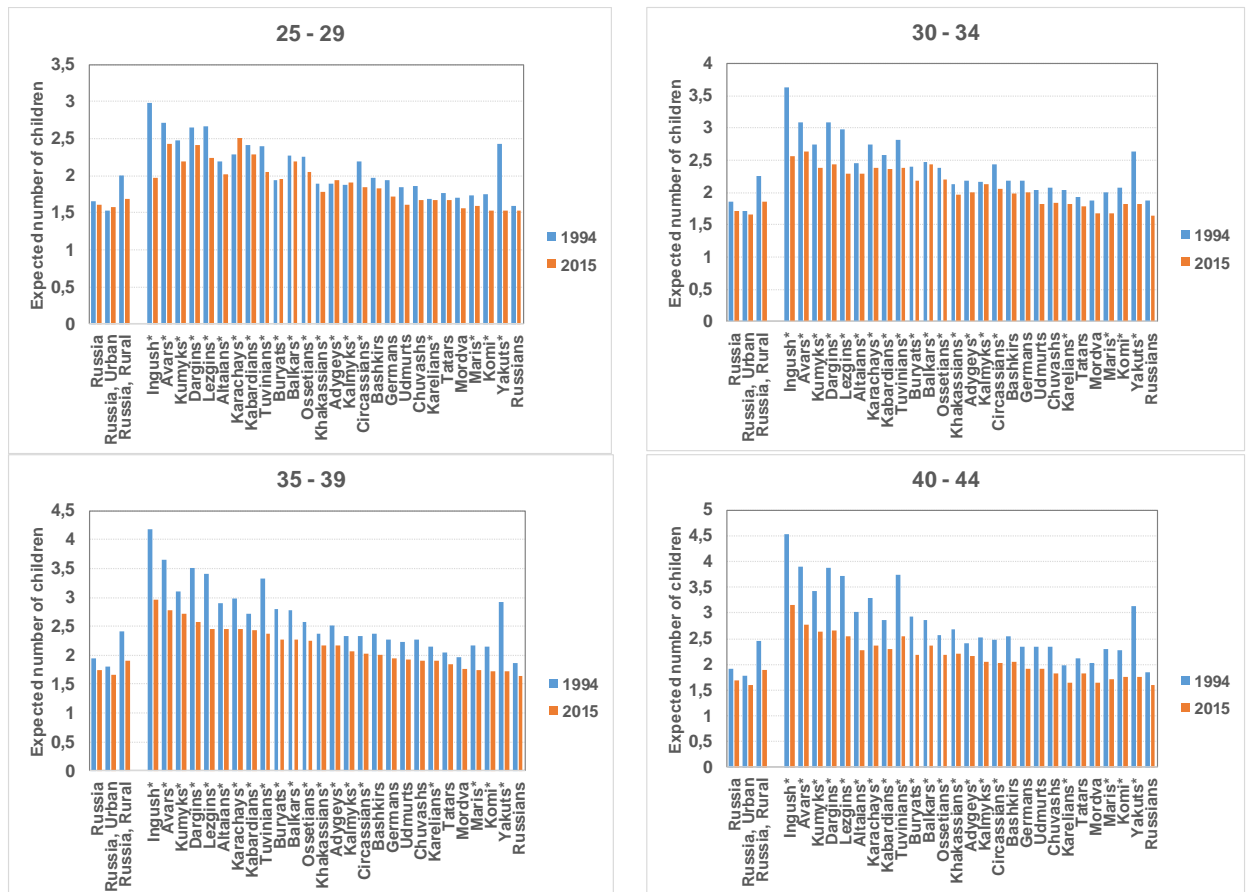 25 - 29
Expected number of children
3,5
3
2,5
2
1,5
1
0,5
0
Russia
Russia, Urban
Russia, Rural
Ingush*
Avars*
Kumyks*
Dargins*
Lezgins*
Altaians*
Karachays*
Kabardians*
Tuvinians*
Buryats*
Balkars*
Ossetians*
Khakassians*
Adygeys*
Kalmyks*
Circassians*
Bashkirs
Germans
Udmurts
Chuvashs
Karelians*
Tatars
Mordva
Maris*
Komi*
Yakuts*
Russians
1994
2015
30 - 34
Expected number of children
4
3,5
3
2,5
2
1,5
1
0,5
0
Russia
Russia, Urban
Russia, Rural
Ingush*
Avars*
Kumyks*
Dargins*
Lezgins*
Altaians*
Karachays*
Kabardians*
Tuvinians*
Buryats*
Balkars*
Ossetians*
Khakassians*
Adygeys*
Kalmyks*
Circassians*
Bashkirs
Germans
Udmurts
Chuvashs
Karelians*
Tatars
Mordva
Maris*
Komi*
Yakuts*
Russians
1994
2015
35 - 39
Expected number of children
4,5
4
3,5
3
2,5
2
1,5
1
0,5
0
Russia
Russia, Urban
Russia, Rural
Ingush*
Avars*
Kumyks*
Dargins*
Lezgins*
Altaians*
Karachays*
Kabardians*
Tuvinians*
Buryats*
Balkars*
Ossetians*
Khakassians*
Adygeys*
Kalmyks*
Circassians*
Bashkirs
Germans
Udmurts
Chuvashs
Karelians*
Tatars
Mordva
Maris*
Komi*
Yakuts*
Russians
1994
2015
40 - 44
Expected number of children
5
4,5
4
3,5
3
2,5
2
1,5
1
0,5
0
Russia
Russia, Urban
Russia, Rural
Ingush*
Avars*
Kumyks*
Dargins*
Lezgins*
Altaians*
Karachays*
Kabardians*
Tuvinians*
Buryats*
Balkars*
Ossetians*
Khakassians*
Adygeys*
Kalmyks*
Circassians*
Bashkirs
Germans
Udmurts
Chuvashs
Karelians*
Tatars
Mordva
Maris*
Komi*
Yakuts*
Russians
1994
2015